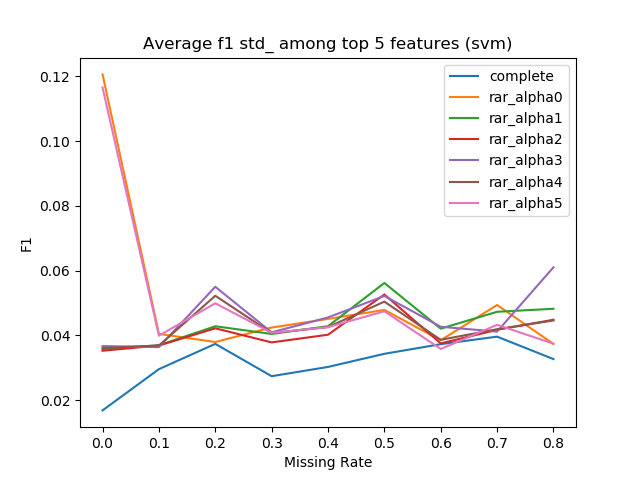 Average f1 std_ among top 5 features (svm)
complete
rar_alpha0
rar_alpha1
rar_alpha2
rar_alpha3
rar_alpha4
rar_alpha5
0.12
0.10
0.08
0.06
0.04
0.02
F1
0.0 0.1 0.2 0.3 0.4 0.5 0.6 0.7 0.8
Missing Rate